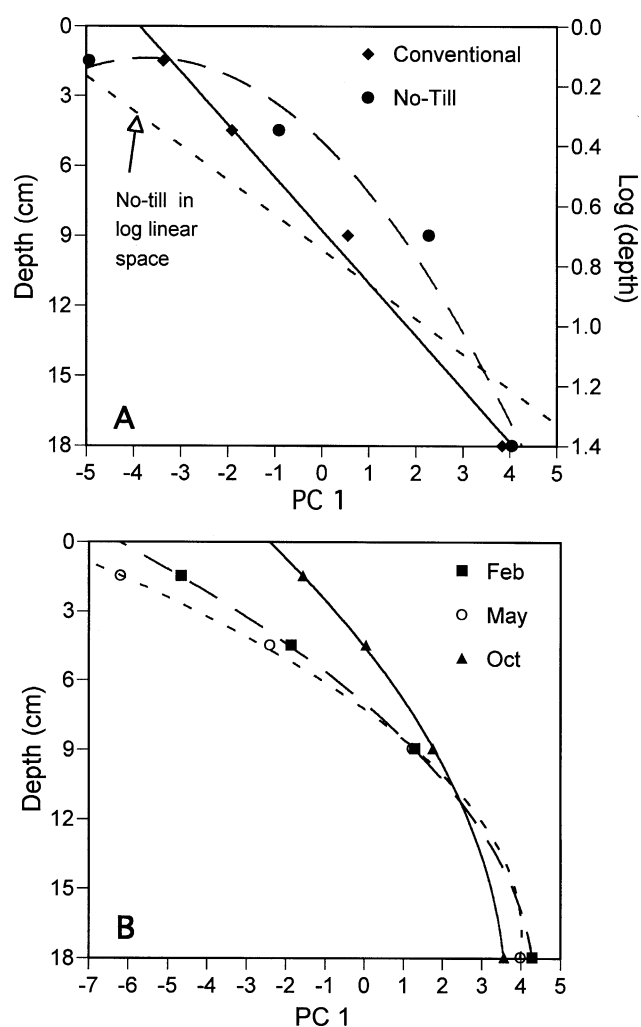 0
3
6
9
12
15
18
Depth (cm)
Conventional
No-Till
No-till in
log linear
space
A
0.0
0.2
0.4
0.6
0.8
1.0
1.2
1.4
Log (depth)
-5 -4 -3 -2 -1 0 1 2 3 4 5
PC 1
0
3
6
9
12
15
18
Depth (cm)
Feb
May
Oct
B
-7 -6 -5 -4 -3 -2 -1 0 1 2 3 4 5
PC 1